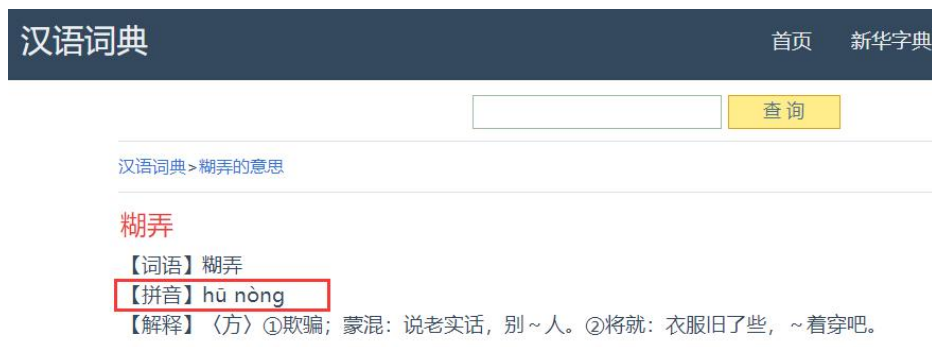 汉语词典 首页 新华字典
查 询
汉语词典>糊弄的意思
糊弄
【词语】糊弄
【拼音】hū nòng
【解释】〈方〉①欺骗；蒙混：说老实话，别～人。②将就：衣服旧了些，～着穿吧。